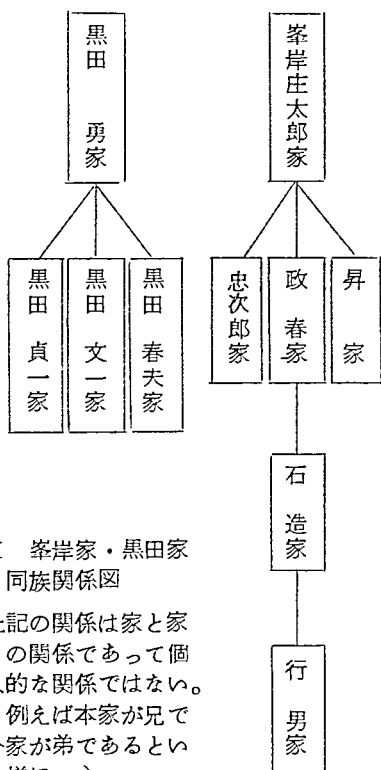 峯岸庄太郎家
昇家
政春家
忠次郎家
石造家
行男家
黒田勇家
黒田春夫家
黒田文一家
黒田貞一家
峯岸家・黒田家
同族関係図
記の関係は家と家
の関係であって個
的な関係ではない。
例えば本家が兄で
家が弟であるとい